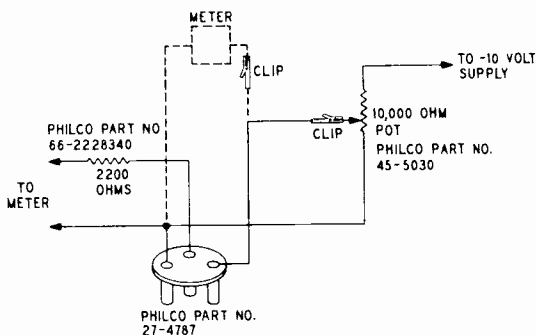 METER
CLIP
TO -10 VOLT
SUPPLY
10,000 OHM
POT
CLIP
PHILCO PART NO.
45-5030
PHILCO PART NO
66-2228340
2200
OHMS
TO
METER
PHILCO PART NO.
27-4787